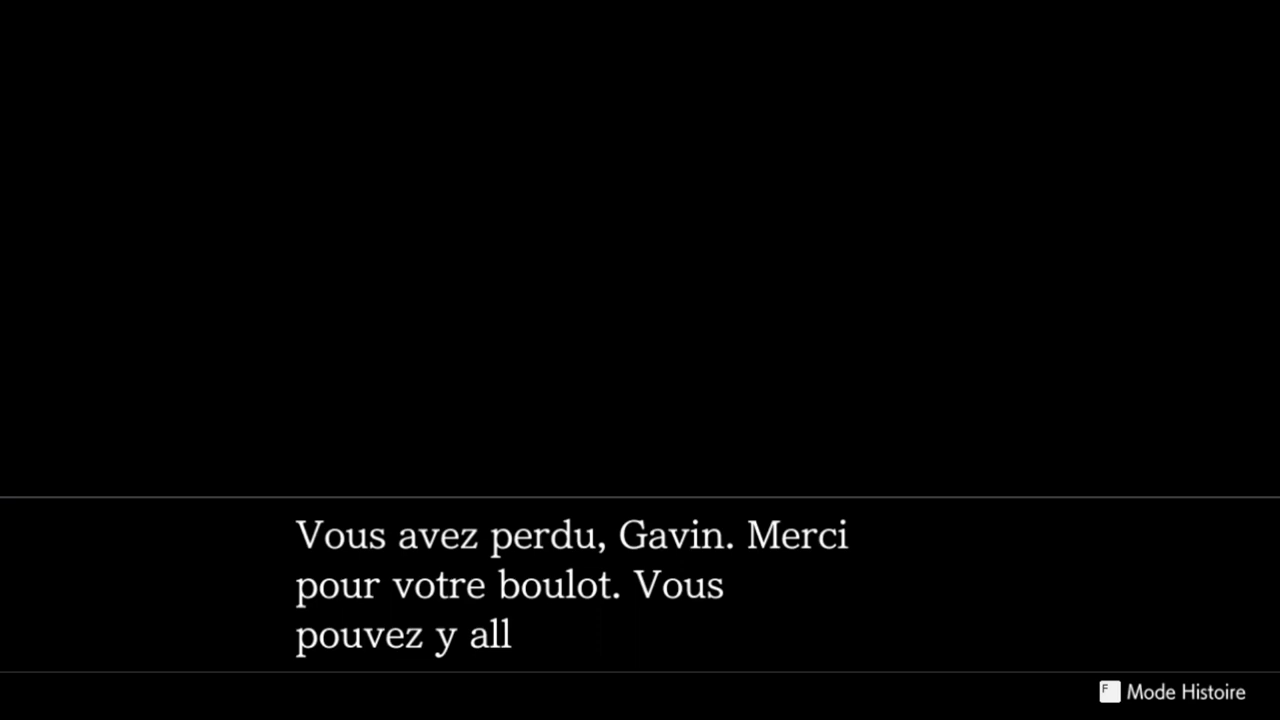 Vous avez perdu, Gavin. Merci
pour votre boulot. Vous
pouvez y all
F Mode Histoire